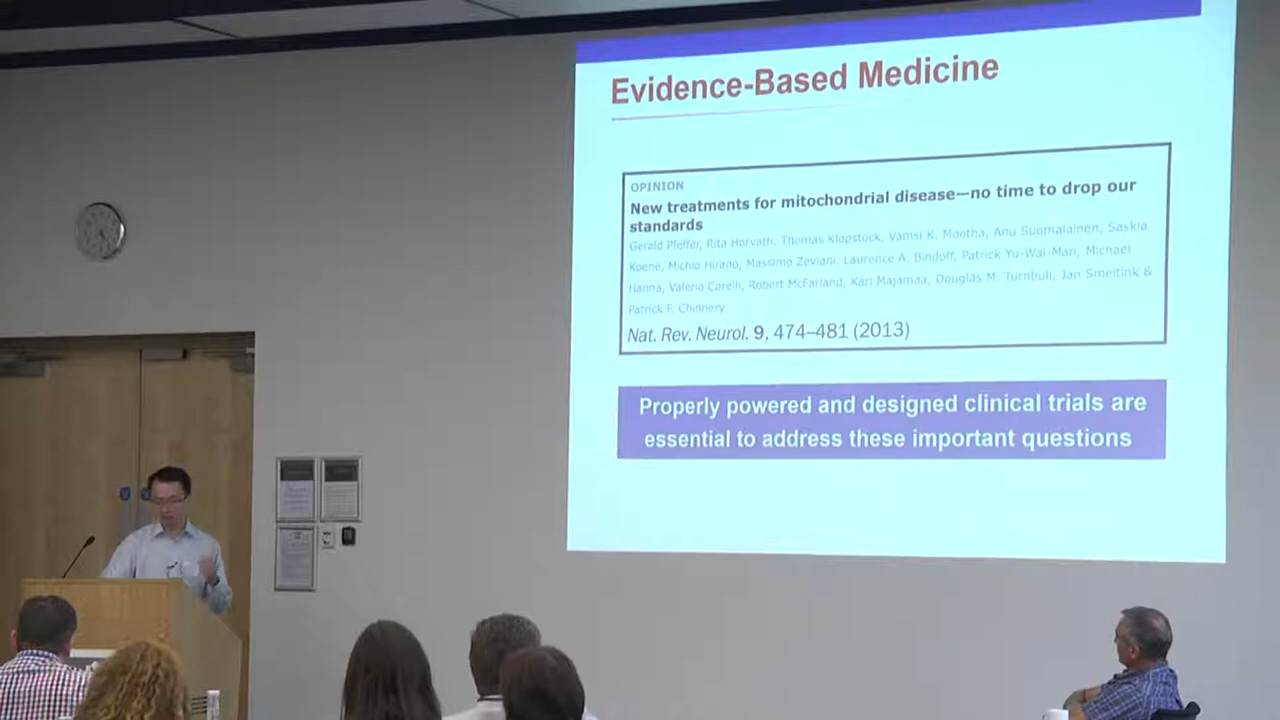 Evidence-Based Medicine
OPINION
New treatments for mitochondrial disease—no time to drop our
standards
Gerald Pfeffer, Rita Horvath, Thomas Klopstock, Vamsi K. Mootha, Anu Suomalainen, Saskia
Koene, Michio Hirano, Massimo Zeviani, Laurence A. Bindoff, Patrick Yu-Wai-Man, Michael
Hanna, Valerio Carelli, Robert McFarland, Kari Majamaa, Douglas M. Turnbull, Jan Smeitink &
Patrick F. Chinnery
Nat. Rev. Neurol. 9, 474–481 (2013)
Properly powered and designed clinical trials are
essential to address these important questions